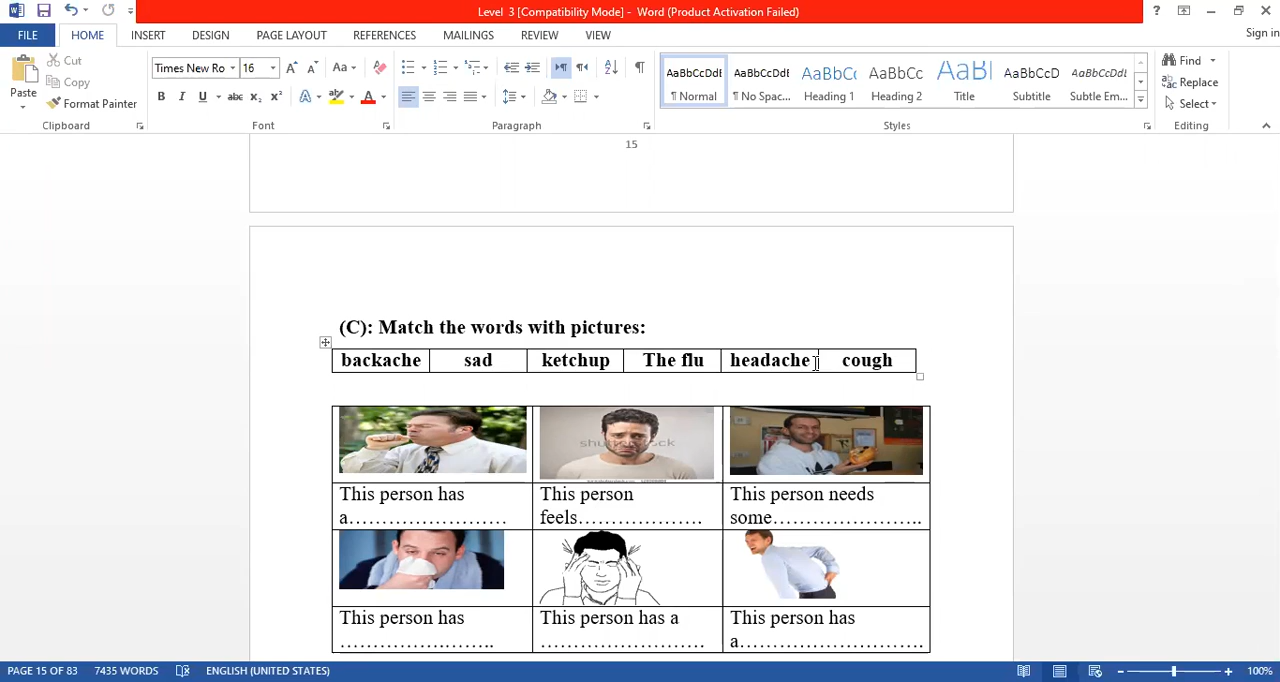 Level 3 [Compatibility Mode] - Word (Product Activation Failed)
FILE HOME INSERT DESIGN PAGE LAYOUT REFERENCES MAILINGS REVIEW VIEW Sign in
Paste
Cut
Copy
Format Painter
Times New Ro 16
AaBbCcDdE AaBbCcDdE AaBbCc AaBbCc AaBl AaBbCcD AaBbCcDdE
¶ Normal ¶ No Spac... Heading 1 Heading 2 Title Subtitle Subtle Em...
Find
Replace
Select
Clipboard Font Paragraph Styles Editing
15
(C): Match the words with pictures:
backache sad ketchup The flu headache cough
This person has
a……………………
This person
feels……………….
This person needs
some………………….
This person has
…………………..
This person has a
…………………….
This person has
a……………………….
PAGE 15 OF 83 7435 WORDS ENGLISH (UNITED STATES) 100%